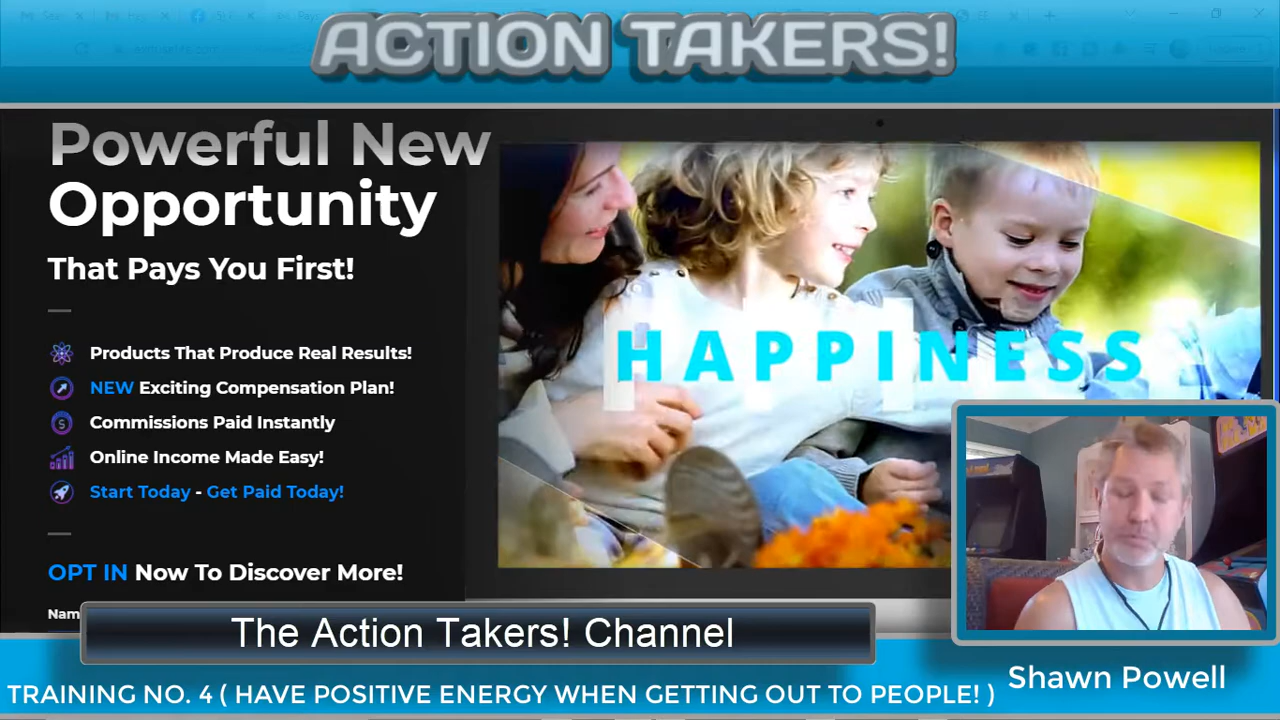 ACTION TAKERS!
Powerful New
Opportunity
That Pays You First!
Products That Produce Real Results!
NEW Exciting Compensation Plan!
Commissions Paid Instantly
Online Income Made Easy!
Start Today - Get Paid Today!
OPT IN Now To Discover More!
Nam
HAPPINESS
The Action Takers! Channel
Shawn Powell
TRAINING NO. 4 ( HAVE POSITIVE ENERGY WHEN GETTING OUT TO PEOPLE! )